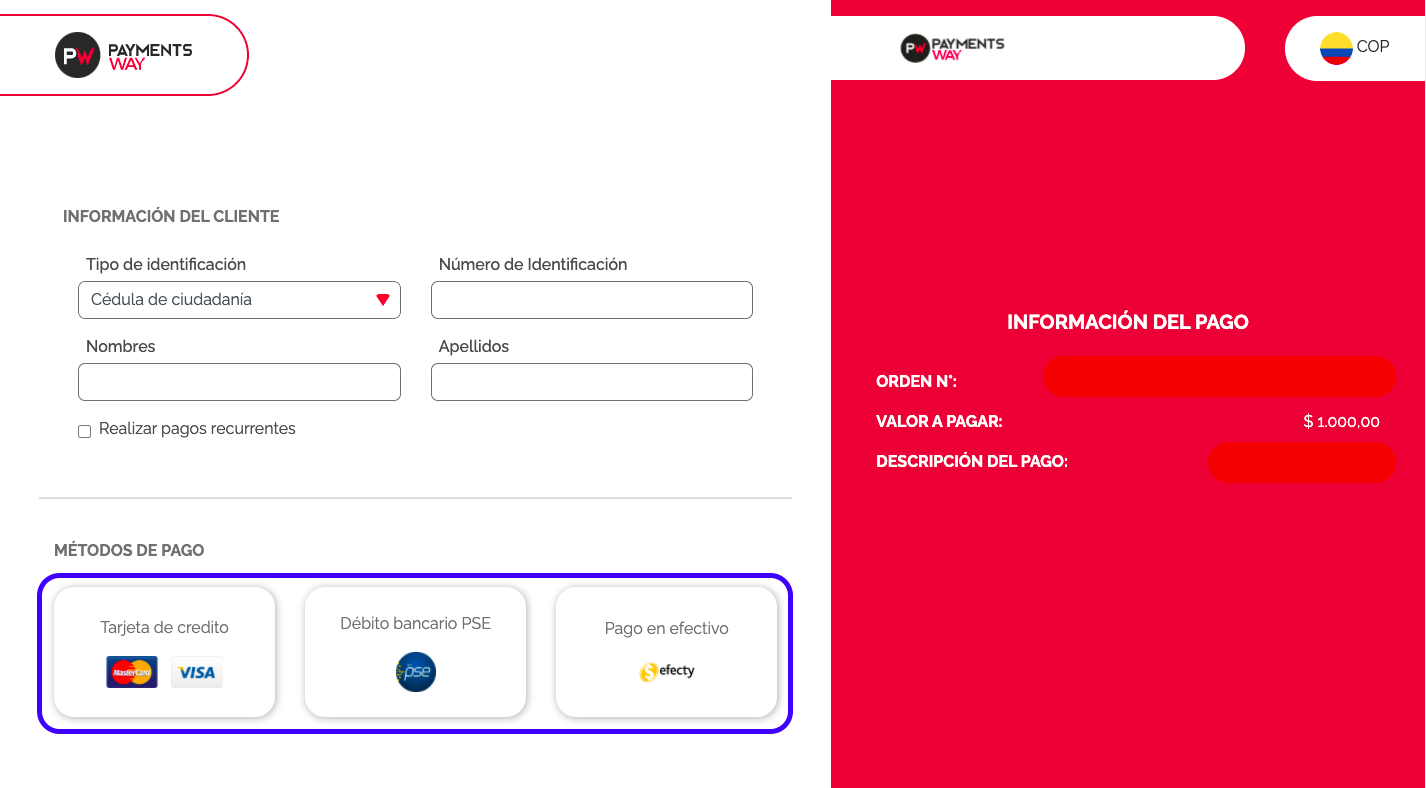 PW PAYMENTS
WAY
INFORMACIÓN DEL CLIENTE
Tipo de identificación
Cédula de ciudadanía
Número de Identificación
Nombres
Apellidos
Realizar pagos recurrentes
MÉTODOS DE PAGO
Tarjeta de credito
MasterCard VISA
Débito bancario PSE
pse
Pago en efectivo
$ efecty
PW PAYMENTS
WAY
COP
INFORMACIÓN DEL PAGO
ORDEN N°:
VALOR A PAGAR: $ 1.000,00
DESCRIPCIÓN DEL PAGO: